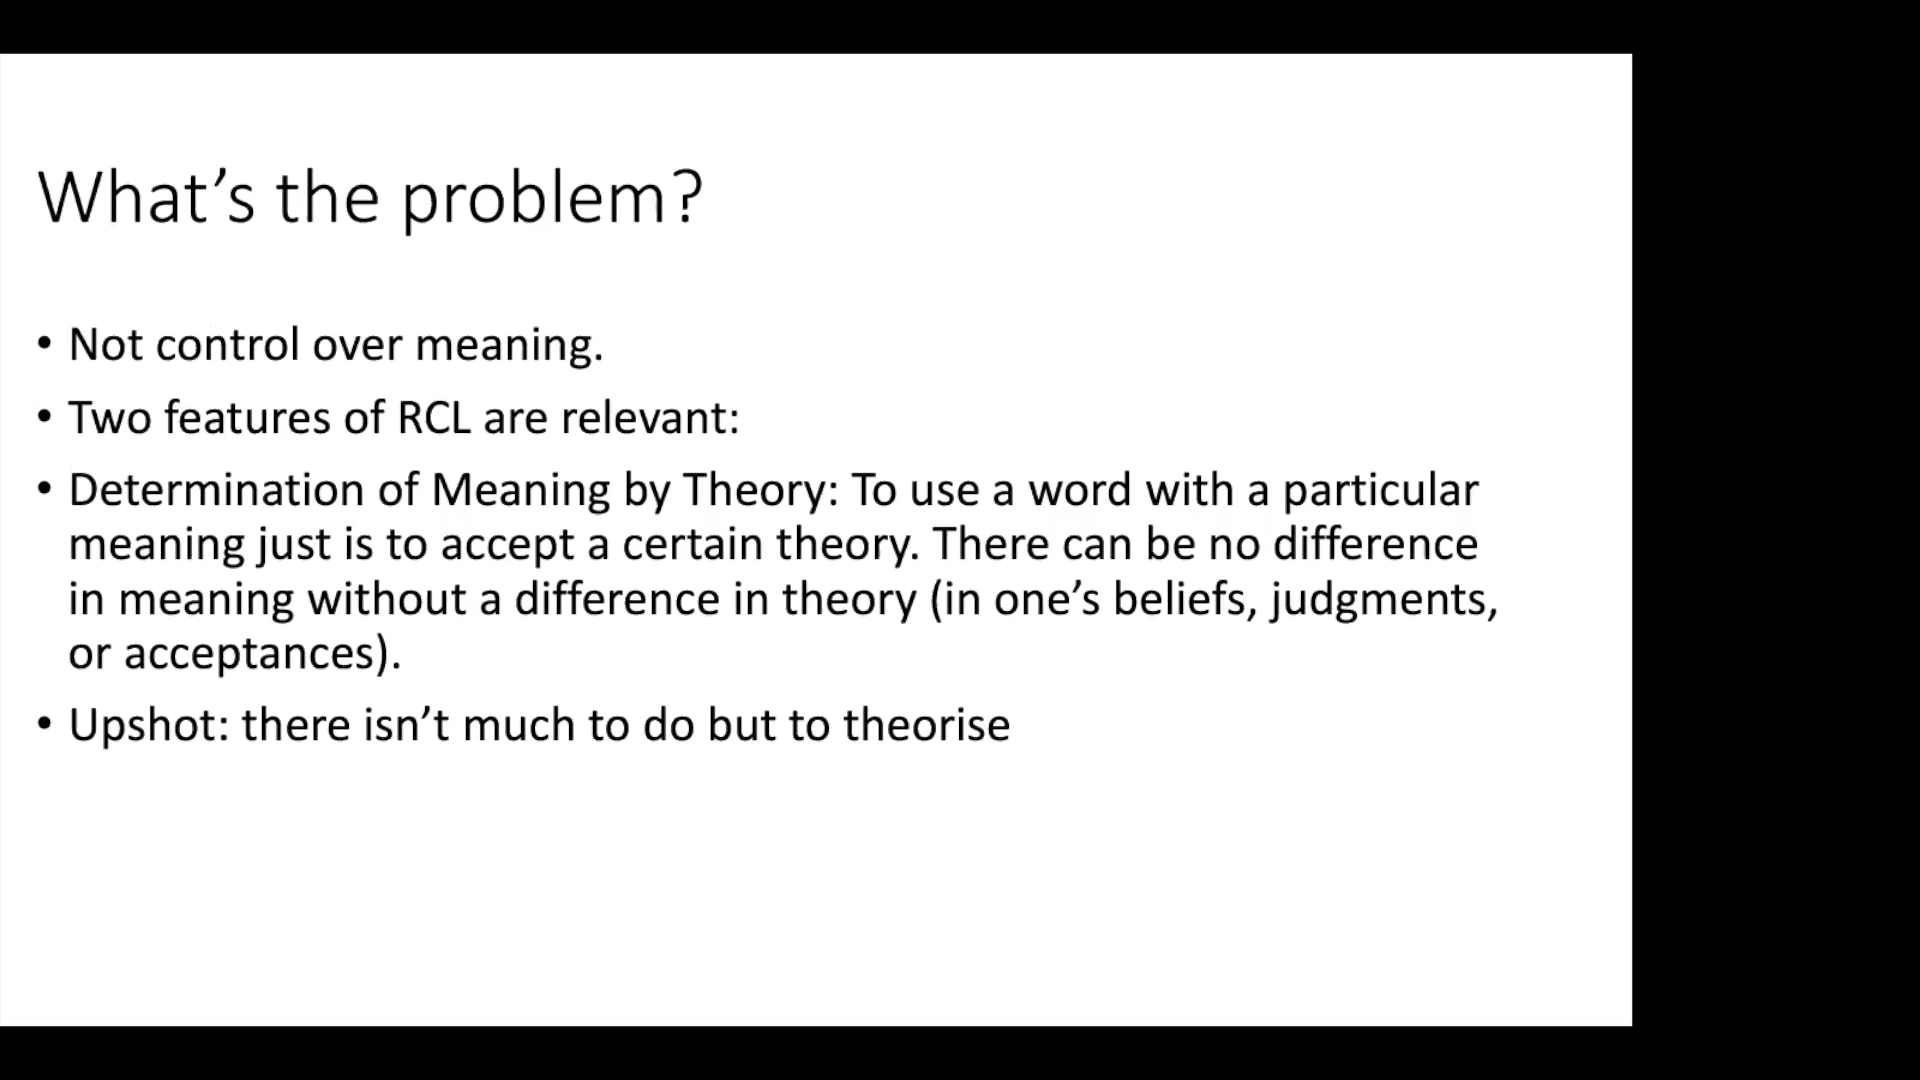 What’s the problem?
• Not control over meaning.
• Two features of RCL are relevant:
• Determination of Meaning by Theory: To use a word with a particular
meaning just is to accept a certain theory. There can be no difference
in meaning without a difference in theory (in one’s beliefs, judgments,
or acceptances).
• Upshot: there isn’t much to do but to theorise